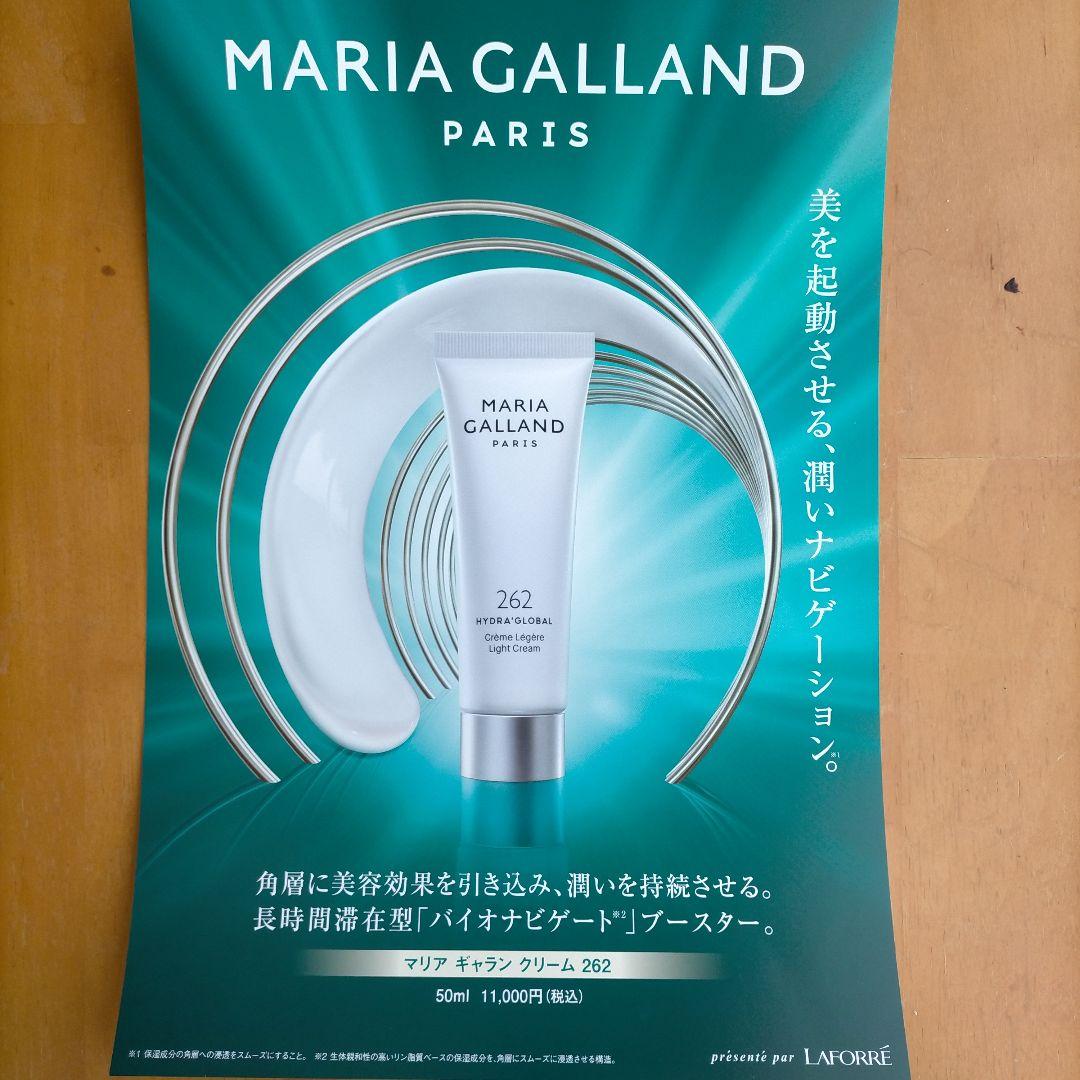 MARIA GALLAND
PARIS
美を起動させる、潤いナビゲーション※1。
MARIA
GALLAND
PARIS
262
HYDRA'GLOBAL
Crème Légère
Light Cream
角層に美容効果を引き込み、潤いを持続させる。
長時間滞在型「バイオナビゲート※2」ブースター。
マリア ギャラン クリーム 262
50ml 11,000円(税込)
※1 保湿成分の角層への浸透をスムーズにすること。 ※2 生体親和性の高いリン脂質ベースの保湿成分を、角層にスムーズに浸透させる構造。
présenté par LAFORRÉ